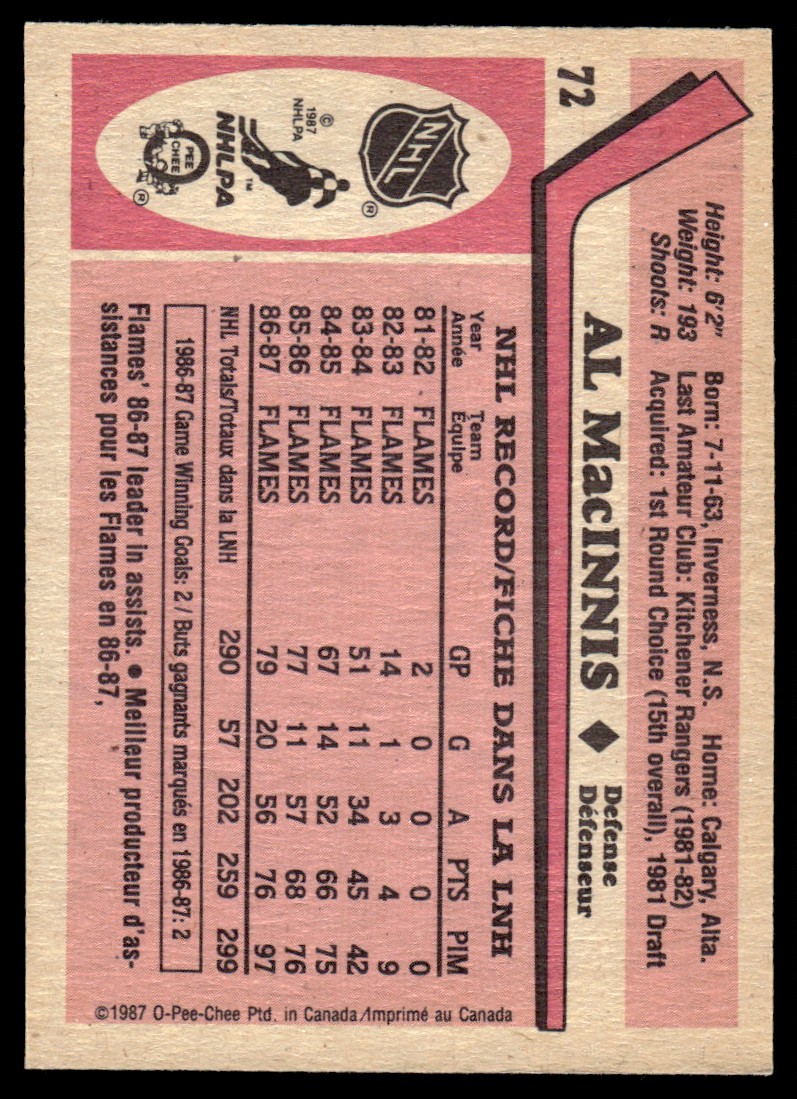 72
Height: 6'2" Born: 7-11-63, Inverness, N.S. Home: Calgary, Alta.
Weight: 193 Last Amateur Club: Kitchener Rangers (1981-82)
Shoots: R Acquired: 1st Round Choice (15th overall), 1981 Draft
AL MacINNIS ◆ Defense
Défenseur
NHL
®
© 1987 NHLPA
NHLPA
™
O PEE CHEE
®
NHL RECORD/FICHE DANS LA LNH
Year Team GP G A PTS PIM
Année Équipe
81-82 FLAMES 2 0 0 0 0
82-83 FLAMES 14 1 3 4 9
83-84 FLAMES 51 11 34 45 42
84-85 FLAMES 67 14 52 66 75
85-86 FLAMES 77 11 57 68 76
86-87 FLAMES 79 20 56 76 97
NHL Totals/Totaux dans la LNH 290 57 202 259 299
1986-87 Game Winning Goals: 2 / Buts gagnants marqués en 1986-87: 2
Flames' 86-87 leader in assists. ● Meilleur producteur d'as-
sistances pour les Flames en 86-87,
©1987 O-Pee-Chee Ptd. in Canada/Imprimé au Canada